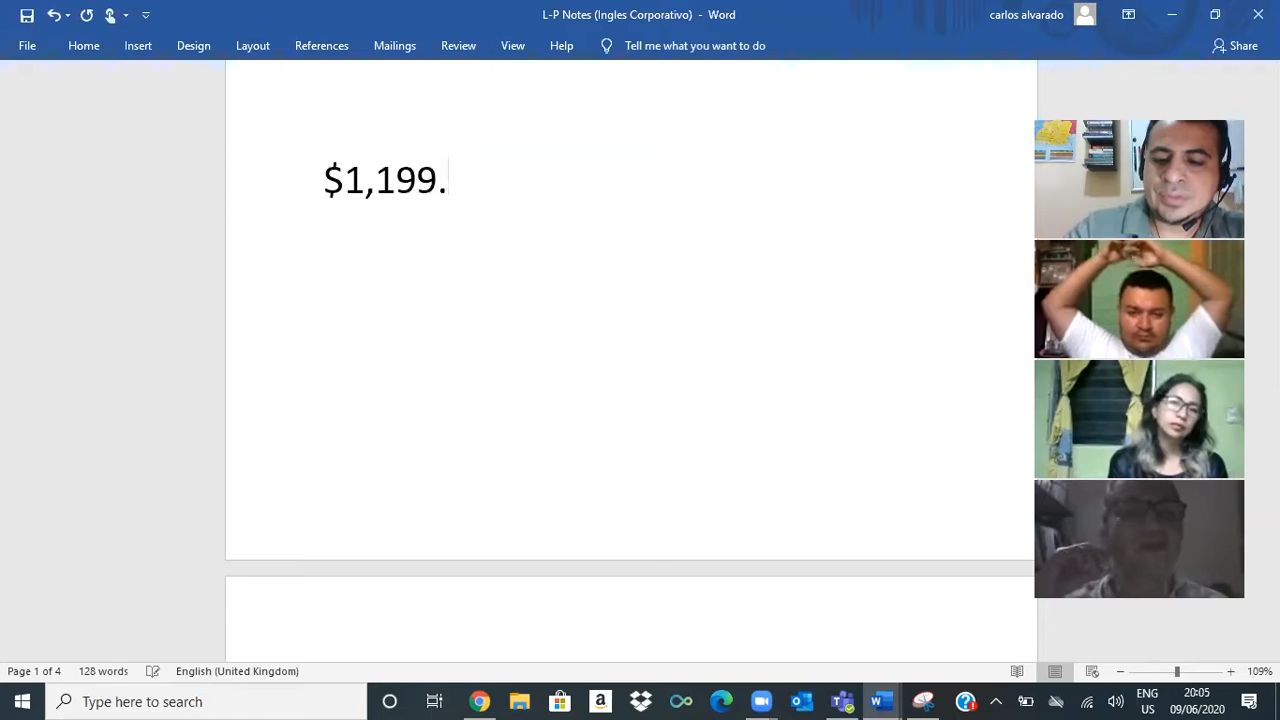 L-P Notes (Ingles Corporativo) - Word
carlos alvarado
File Home Insert Design Layout References Mailings Review View Help Tell me what you want to do Share
$1,199.
Page 1 of 4 128 words English (United Kingdom) 109%
Type here to search
ENG 20:05
US 09/06/2020